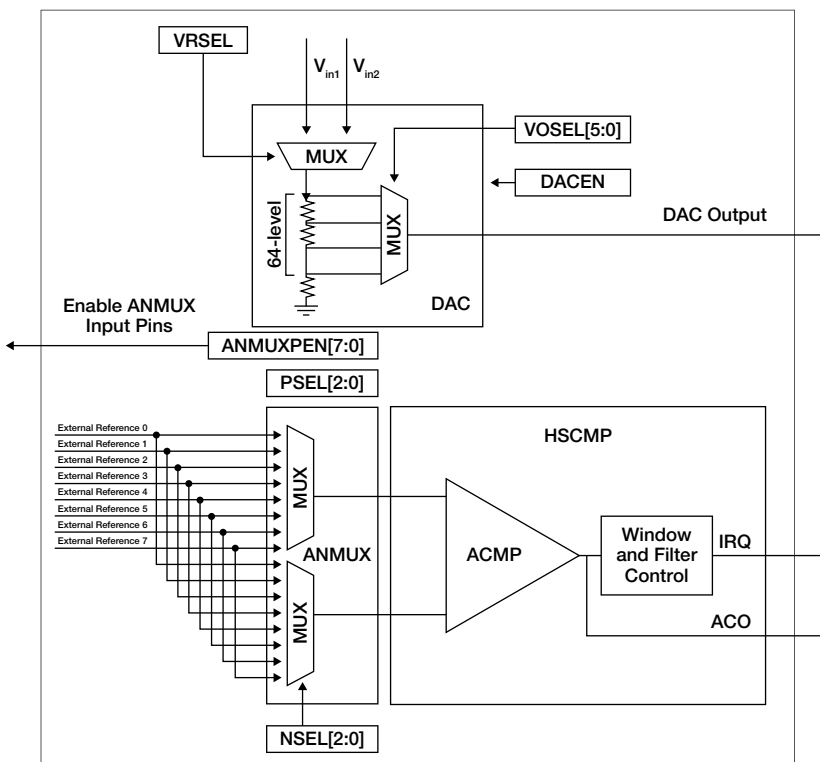 VRSEL
V in1
V in2
VOSEL[5:0]
MUX
DACEN
64-level
MUX
DAC Output
DAC
Enable ANMUX
Input Pins
ANMUXPEN[7:0]
PSEL[2:0]
External Reference 0
External Reference 1
External Reference 2
External Reference 3
External Reference 4
External Reference 5
External Reference 6
External Reference 7
MUX
ANMUX
MUX
NSEL[2:0]
HSCMP
ACMP
Window
and Filter
Control
IRQ
ACO